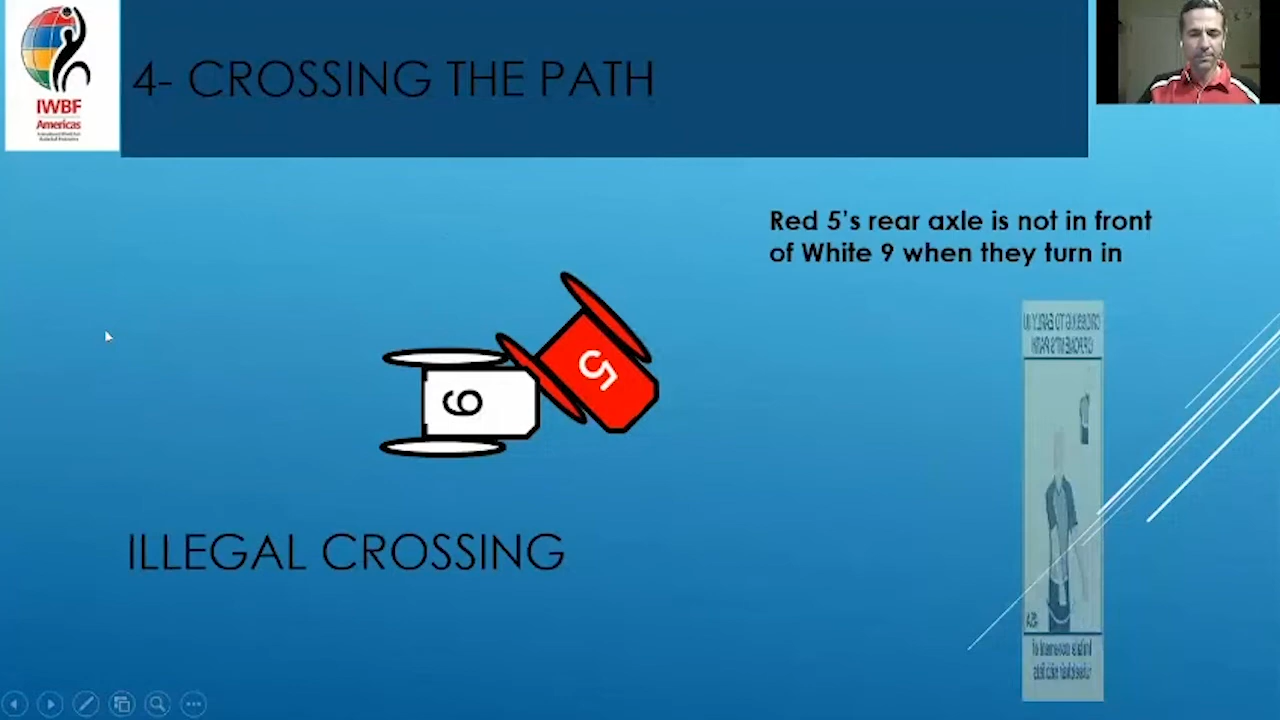 4- CROSSING THE PATH
IWBF
Americas
Red 5's rear axle is not in front
of White 9 when they turn in
5
9
ILLEGAL CROSSING